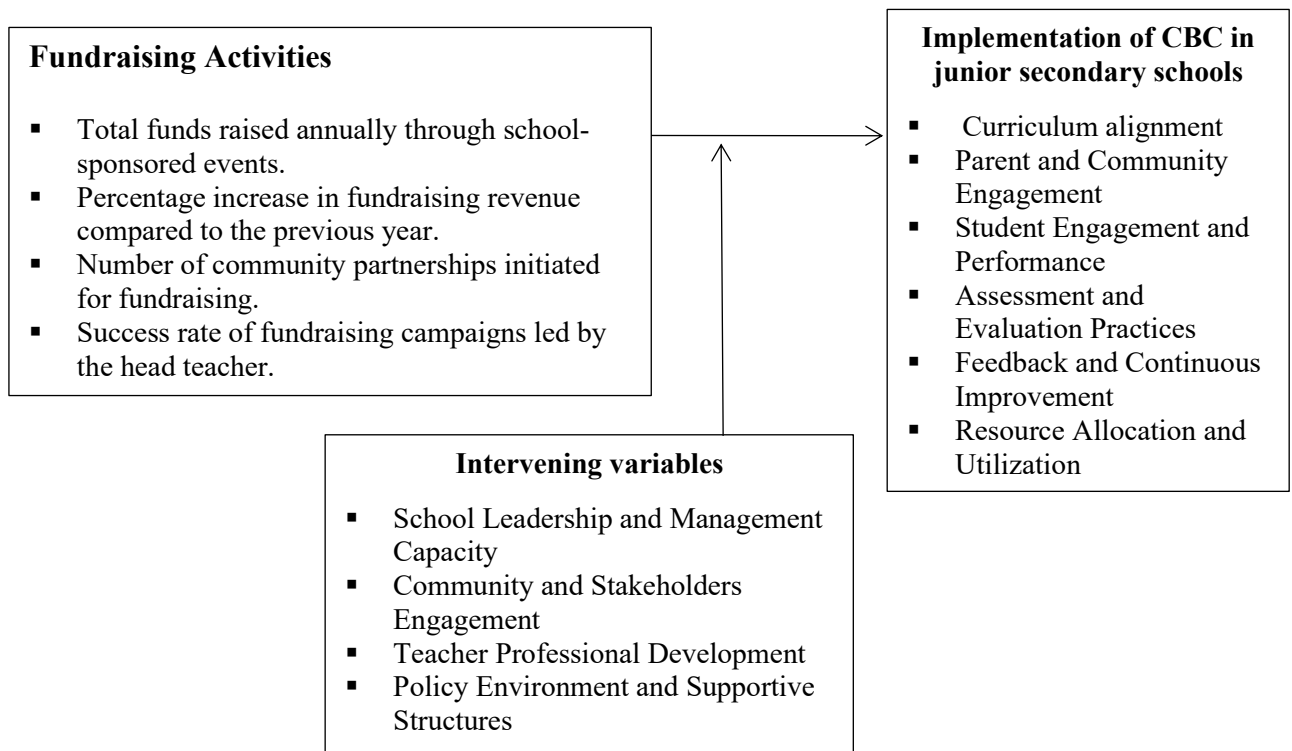 Fundraising Activities
▪ Total funds raised annually through school-
sponsored events.
▪ Percentage increase in fundraising revenue
compared to the previous year.
▪ Number of community partnerships initiated
for fundraising.
▪ Success rate of fundraising campaigns led by
the head teacher.
Implementation of CBC in
junior secondary schools
▪ Curriculum alignment
▪ Parent and Community
Engagement
▪ Student Engagement and
Performance
▪ Assessment and
Evaluation Practices
▪ Feedback and Continuous
Improvement
▪ Resource Allocation and
Utilization
Intervening variables
▪ School Leadership and Management
Capacity
▪ Community and Stakeholders
Engagement
▪ Teacher Professional Development
▪ Policy Environment and Supportive
Structures